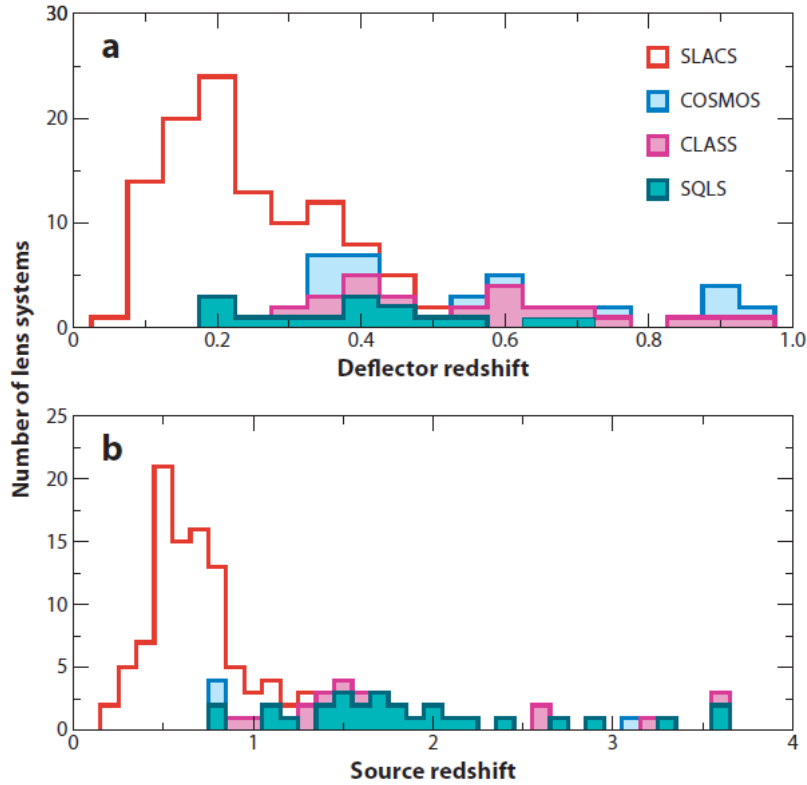 30
a
SLACS
COSMOS
CLASS
SQLS
20
10
0
0 0.2 0.4 0.6 0.8 1.0
Deflector redshift
Number of lens systems
25
b
20
15
10
5
0
0 1 2 3 4
Source redshift